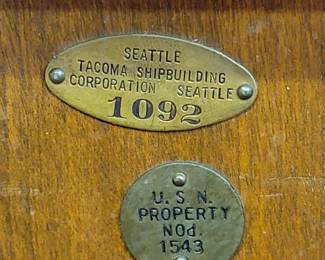 SEATTLE
TACOMA SHIPBUILDING
CORPORATION SEATTLE
1092
U. S. N.
PROPERTY
NOd.
1543